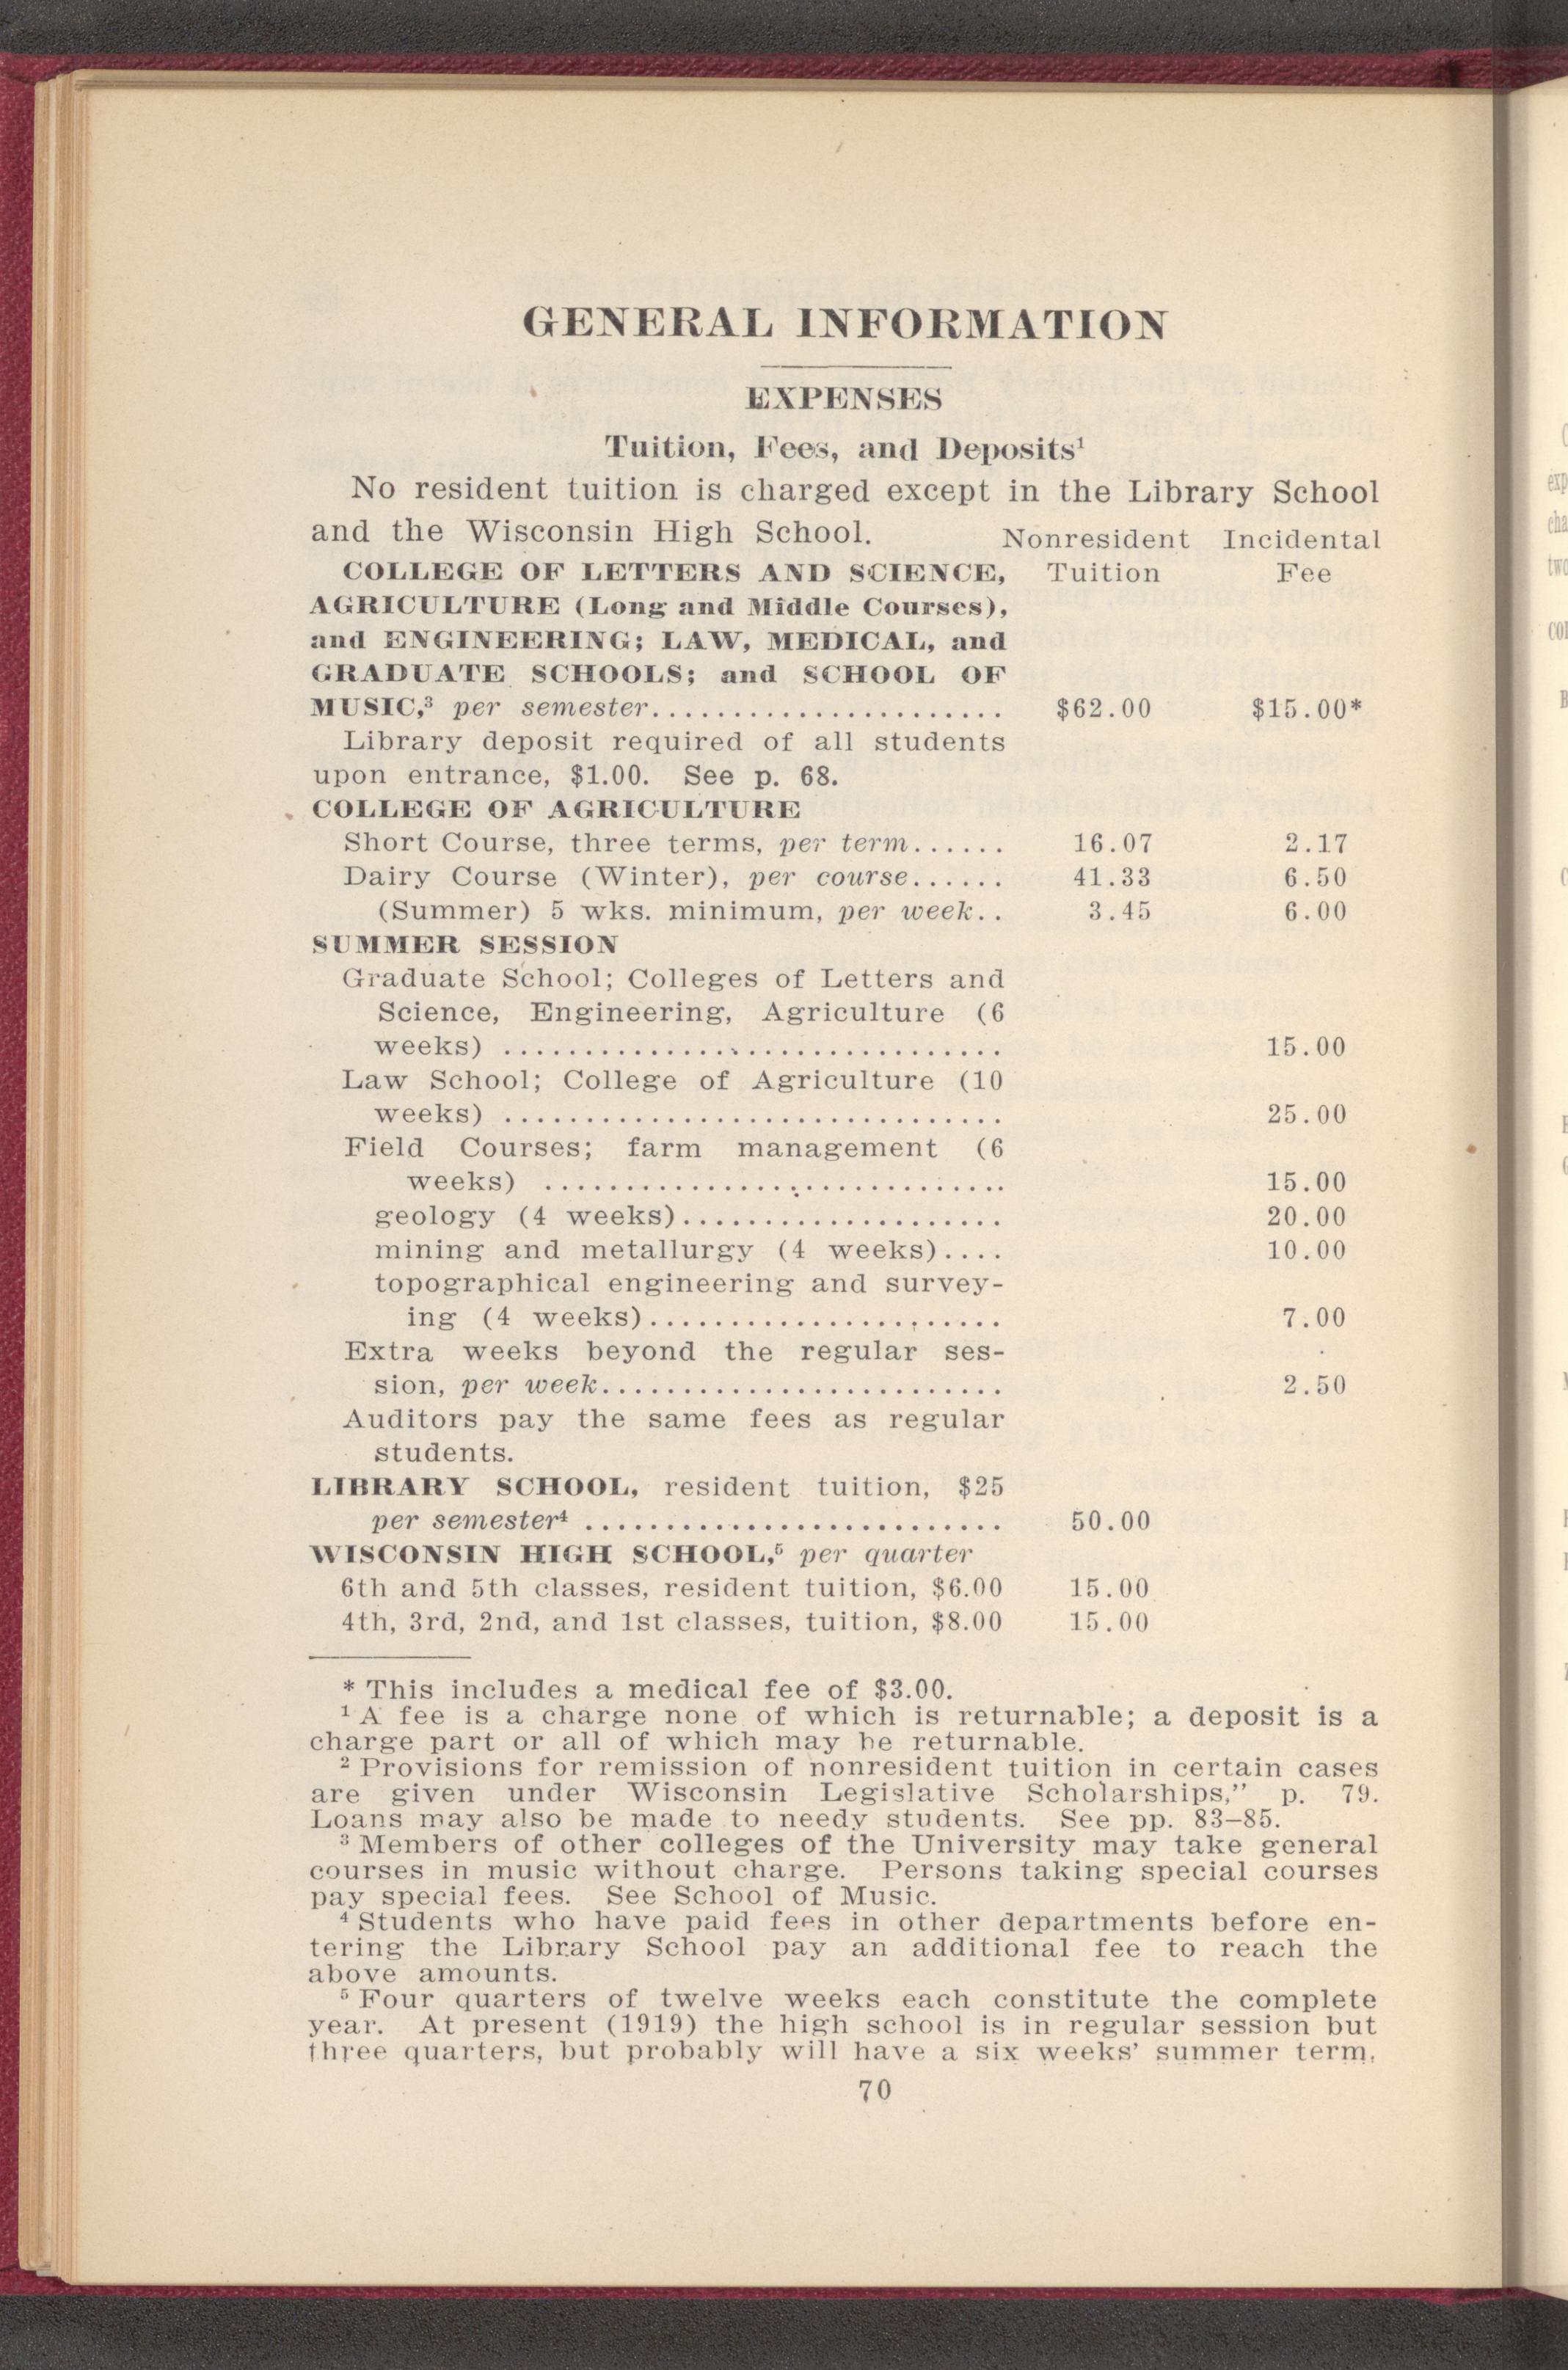 GENERAL INFORMATION
EXPENSES
Tuition, Fees, and Deposits¹
No resident tuition is charged except in the Library School
and the Wisconsin High School. Nonresident Incidental
COLLEGE OF LETTERS AND SCIENCE, Tuition Fee
AGRICULTURE (Long and Middle Courses),
and ENGINEERING; LAW, MEDICAL, and
GRADUATE SCHOOLS; and SCHOOL OF
MUSIC,³ per semester...................... $62.00 $15.00*
Library deposit required of all students
upon entrance, $1.00. See p. 68.
COLLEGE OF AGRICULTURE
Short Course, three terms, per term...... 16.07 2.17
Dairy Course (Winter), per course...... 41.33 6.50
(Summer) 5 wks. minimum, per week.. 3.45 6.00
SUMMER SESSION
Graduate School; Colleges of Letters and
Science, Engineering, Agriculture (6
weeks) ............................... 15.00
Law School; College of Agriculture (10
weeks) ............................... 25.00
Field Courses; farm management (6
weeks) ............................. 15.00
geology (4 weeks).................... 20.00
mining and metallurgy (4 weeks).... 10.00
topographical engineering and survey-
ing (4 weeks)...................... 7.00
Extra weeks beyond the regular ses-
sion, per week......................... 2.50
Auditors pay the same fees as regular
students.
LIBRARY SCHOOL, resident tuition, $25
per semester⁴ .......................... 50.00
WISCONSIN HIGH SCHOOL,⁵ per quarter
6th and 5th classes, resident tuition, $6.00 15.00
4th, 3rd, 2nd, and 1st classes, tuition, $8.00 15.00
* This includes a medical fee of $3.00.
¹ A fee is a charge none of which is returnable; a deposit is a
charge part or all of which may be returnable.
² Provisions for remission of nonresident tuition in certain cases
are given under Wisconsin Legislative Scholarships,” p. 79.
Loans may also be made to needy students. See pp. 83–85.
³ Members of other colleges of the University may take general
courses in music without charge. Persons taking special courses
pay special fees. See School of Music.
⁴ Students who have paid fees in other departments before en-
tering the Library School pay an additional fee to reach the
above amounts.
⁵ Four quarters of twelve weeks each constitute the complete
year. At present (1919) the high school is in regular session but
three quarters, but probably will have a six weeks’ summer term.
70